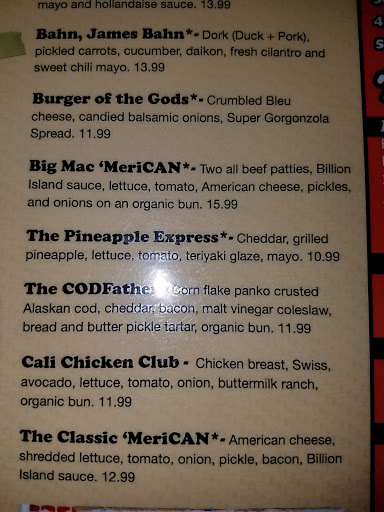 mayo and hollandaise sauce. 13.99
Bahn, James Bahn*- Dork (Duck + Pork),
pickled carrots, cucumber, daikon, fresh cilantro and
sweet chili mayo. 13.99
Burger of the Gods*- Crumbled Bleu
cheese, candied balsamic onions, Super Gorgonzola
Spread. 11.99
Big Mac ‘MeriCAN*- Two all beef patties, Billion
Island sauce, lettuce, tomato, American cheese, pickles,
and onions on an organic bun. 15.99
The Pineapple Express*- Cheddar, grilled
pineapple, lettuce, tomato, teriyaki glaze, mayo. 10.99
The CODFather Corn flake panko crusted
Alaskan cod, cheddar, bacon, malt vinegar coleslaw,
bread and butter pickle tartar, organic bun. 11.99
Cali Chicken Club - Chicken breast, Swiss,
avocado, lettuce, tomato, onion, buttermilk ranch,
organic bun. 11.99
The Classic ‘MeriCAN*- American cheese,
shredded lettuce, tomato, onion, pickle, bacon, Billion
Island sauce. 12.99